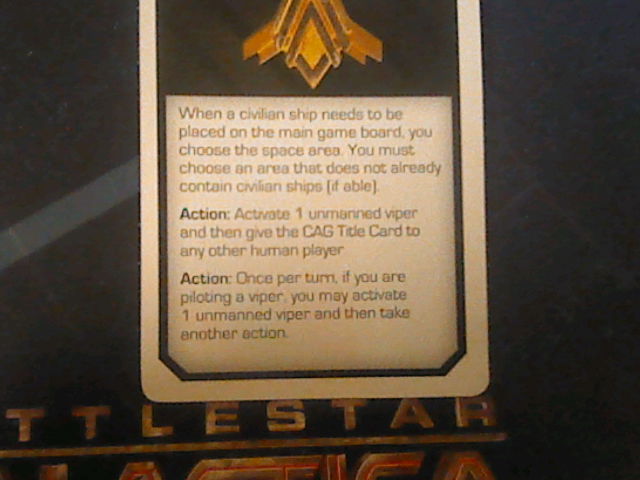 When a civilian ship needs to be
placed on the main game board, you
choose the space area. You must
choose an area that does not already
contain civilian ships (if able).
Action: Activate 1 unmanned viper
and then give the CAG Title Card to
any other human player
Action: Once per turn, if you are
piloting a viper, you may activate
1 unmanned viper and then take
another action.
TTLESTAR
LACTICA